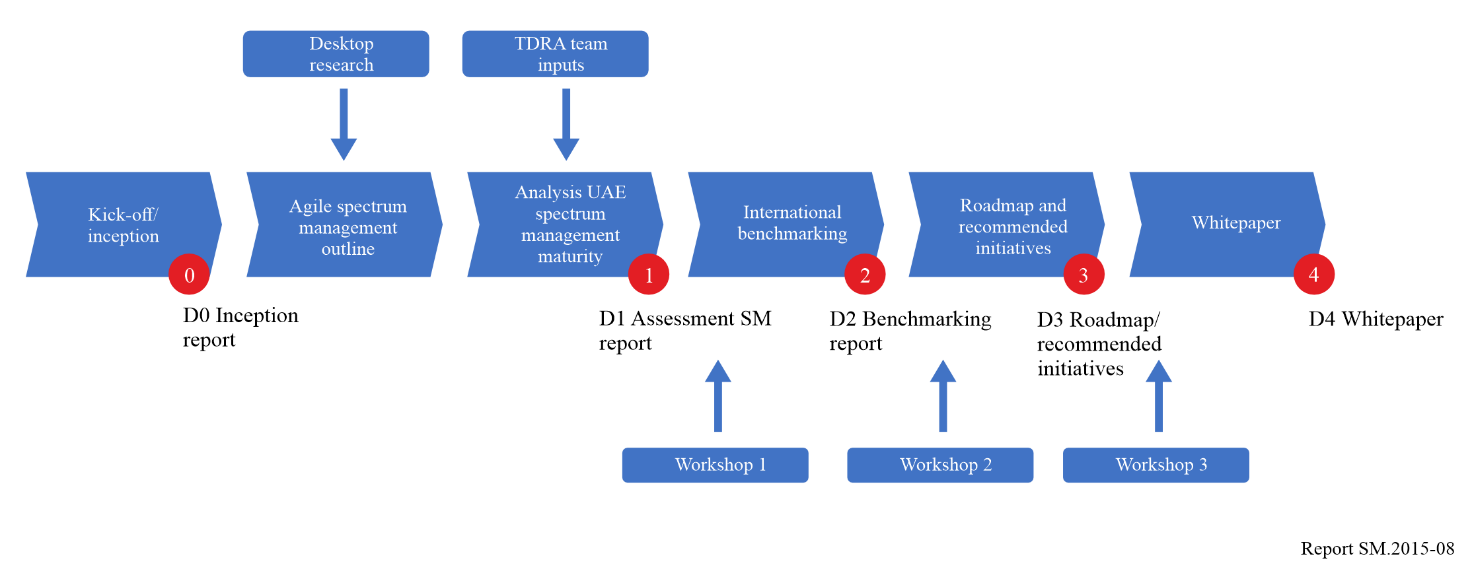 Desktop
research
TDRA team
inputs
Kick-off/
inception
Agile spectrum
management
outline
Analysis UAE
spectrum
management
maturity
International
benchmarking
Roadmap and
recommended
initiatives
Whitepaper
0
1
2
3
4
D0 Inception
report
D1 Assessment SM
report
D2 Benchmarking
report
D3 Roadmap/
recommended
initiatives
D4 Whitepaper
Workshop 1
Workshop 2
Workshop 3
Report SM.2015-08